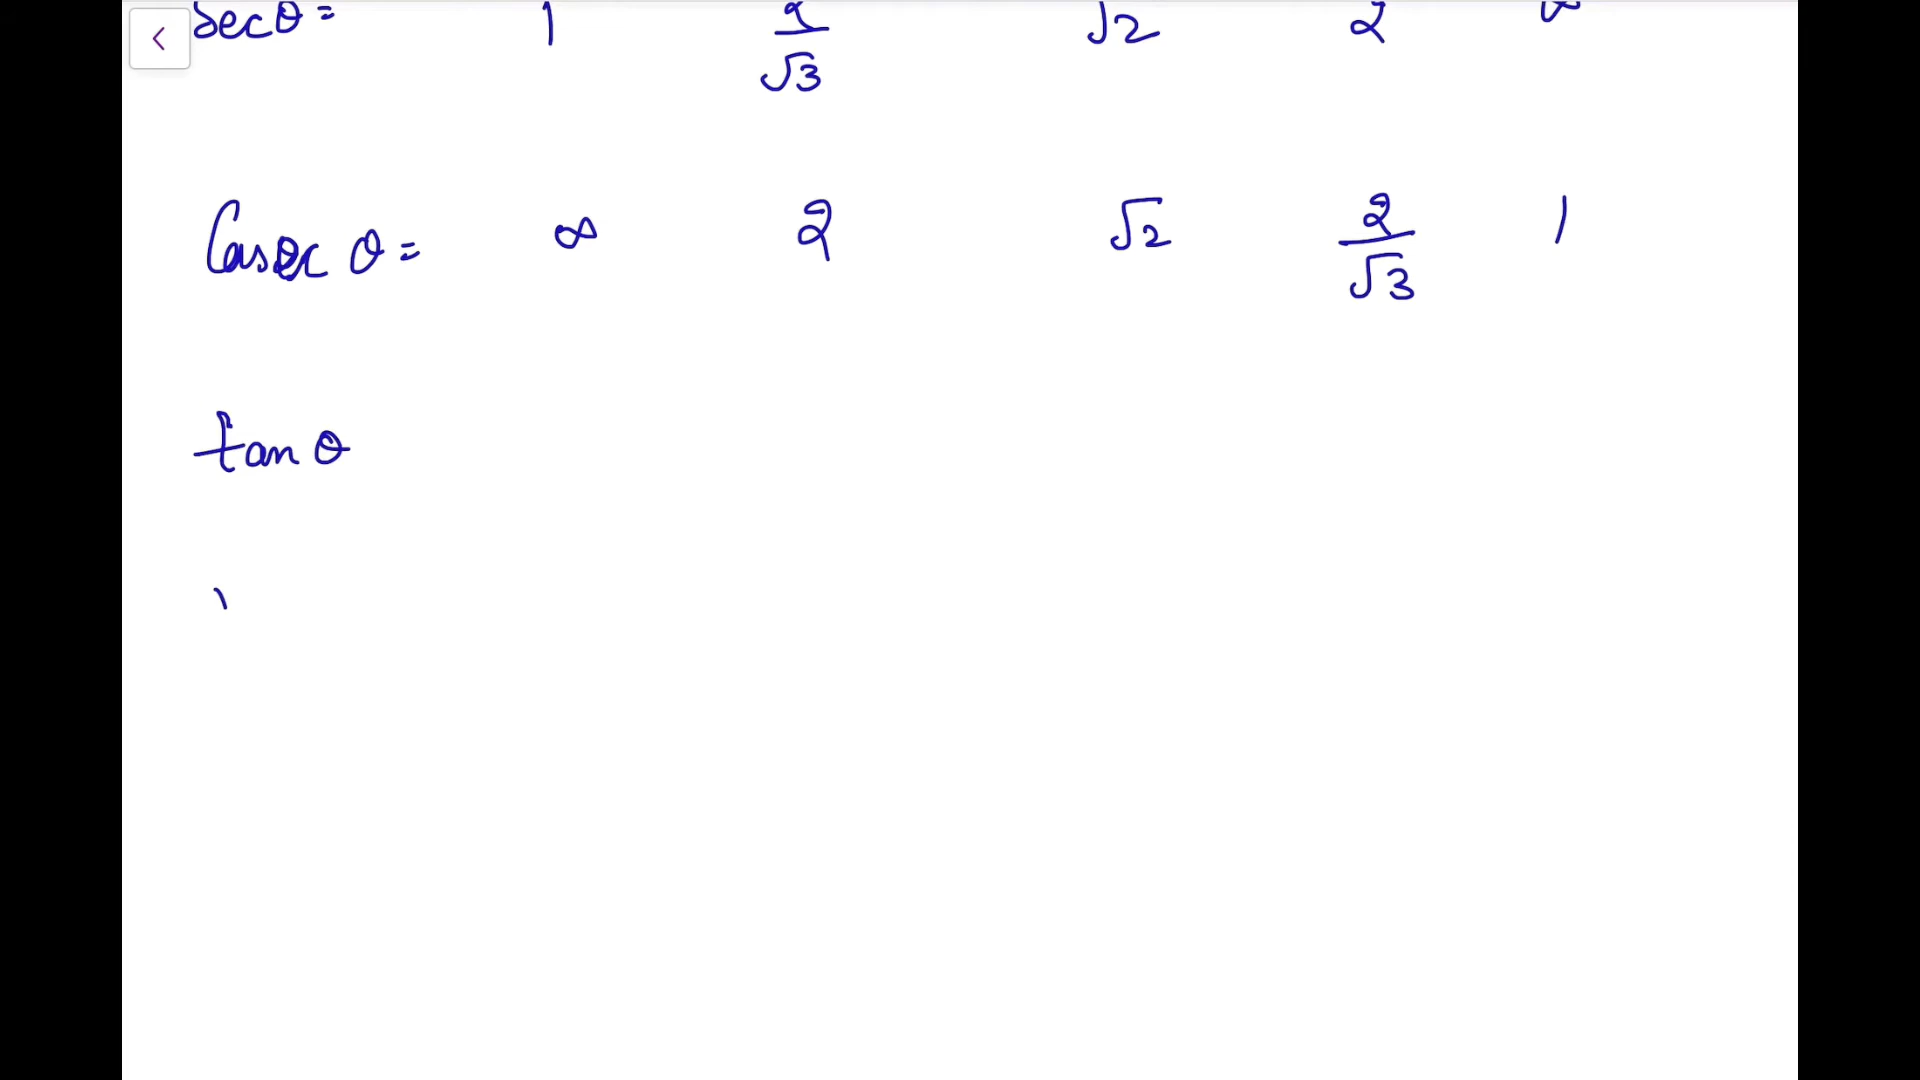 secθ = 1 2/√3 √2 2 ∞
Cosec θ = ∞ 2 √2 2/√3 1
tan θ